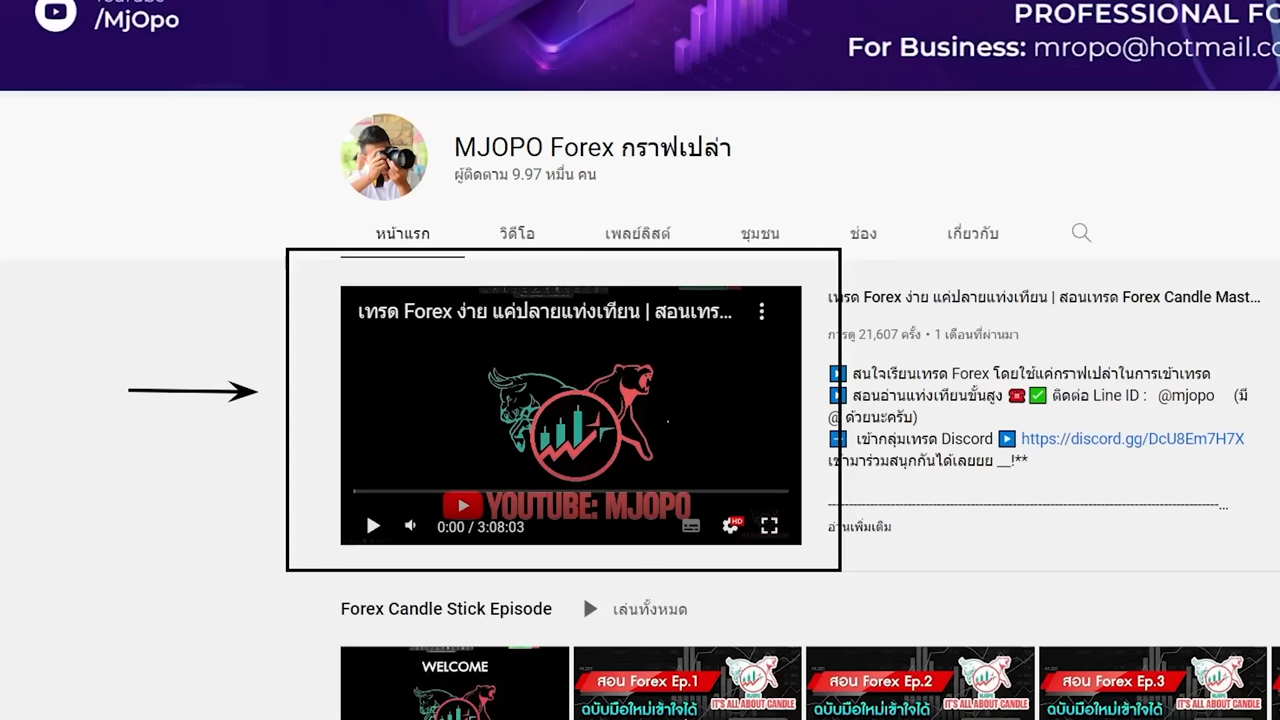 /MjOpo
PROFESSIONAL FO
For Business: mropo@hotmail.co
MJOPO Forex กราฟเปล่า
ผู้ติดตาม 9.97 หมื่น คน
หน้าแรก วิดีโอ เพลย์ลิสต์ ชุมชน ช่อง เกี่ยวกับ
เทรด Forex ง่าย แค่ปลายแท่งเทียน | สอนเทร...
YOUTUBE: MJOPO
0:00 / 3:08:03
HD
เทรด Forex ง่าย แค่ปลายแท่งเทียน | สอนเทรด Forex Candle Mast...
การดู 21,607 ครั้ง • 1 เดือนที่ผ่านมา
สนใจเรียนเทรด Forex โดยใช้แค่กราฟเปล่าในการเข้าเทรด
สอนอ่านแท่งเทียนขั้นสูง ☎️✅ ติดต่อ Line ID : @mjopo (มี
@ ด้วยนะครับ)
เข้ากลุ่มเทรด Discord ▶️ https://discord.gg/DcU8Em7H7X
เข้ามาร่วมสนุกกันได้เลยยย __!**
อ่านเพิ่มเติม
Forex Candle Stick Episode ▶ เล่นทั้งหมด
WELCOME
สอน Forex Ep.1
ฉบับมือใหม่เข้าใจได้
MJOPO
IT'S ALL ABOUT CANDLE
สอน Forex Ep.2
ฉบับมือใหม่เข้าใจได้
MJOPO
IT'S ALL ABOUT CANDLE
สอน Forex Ep.3
ฉบับมือใหม่เข้าใจได้
MJOPO
IT'S ALL ABOUT CANDLE